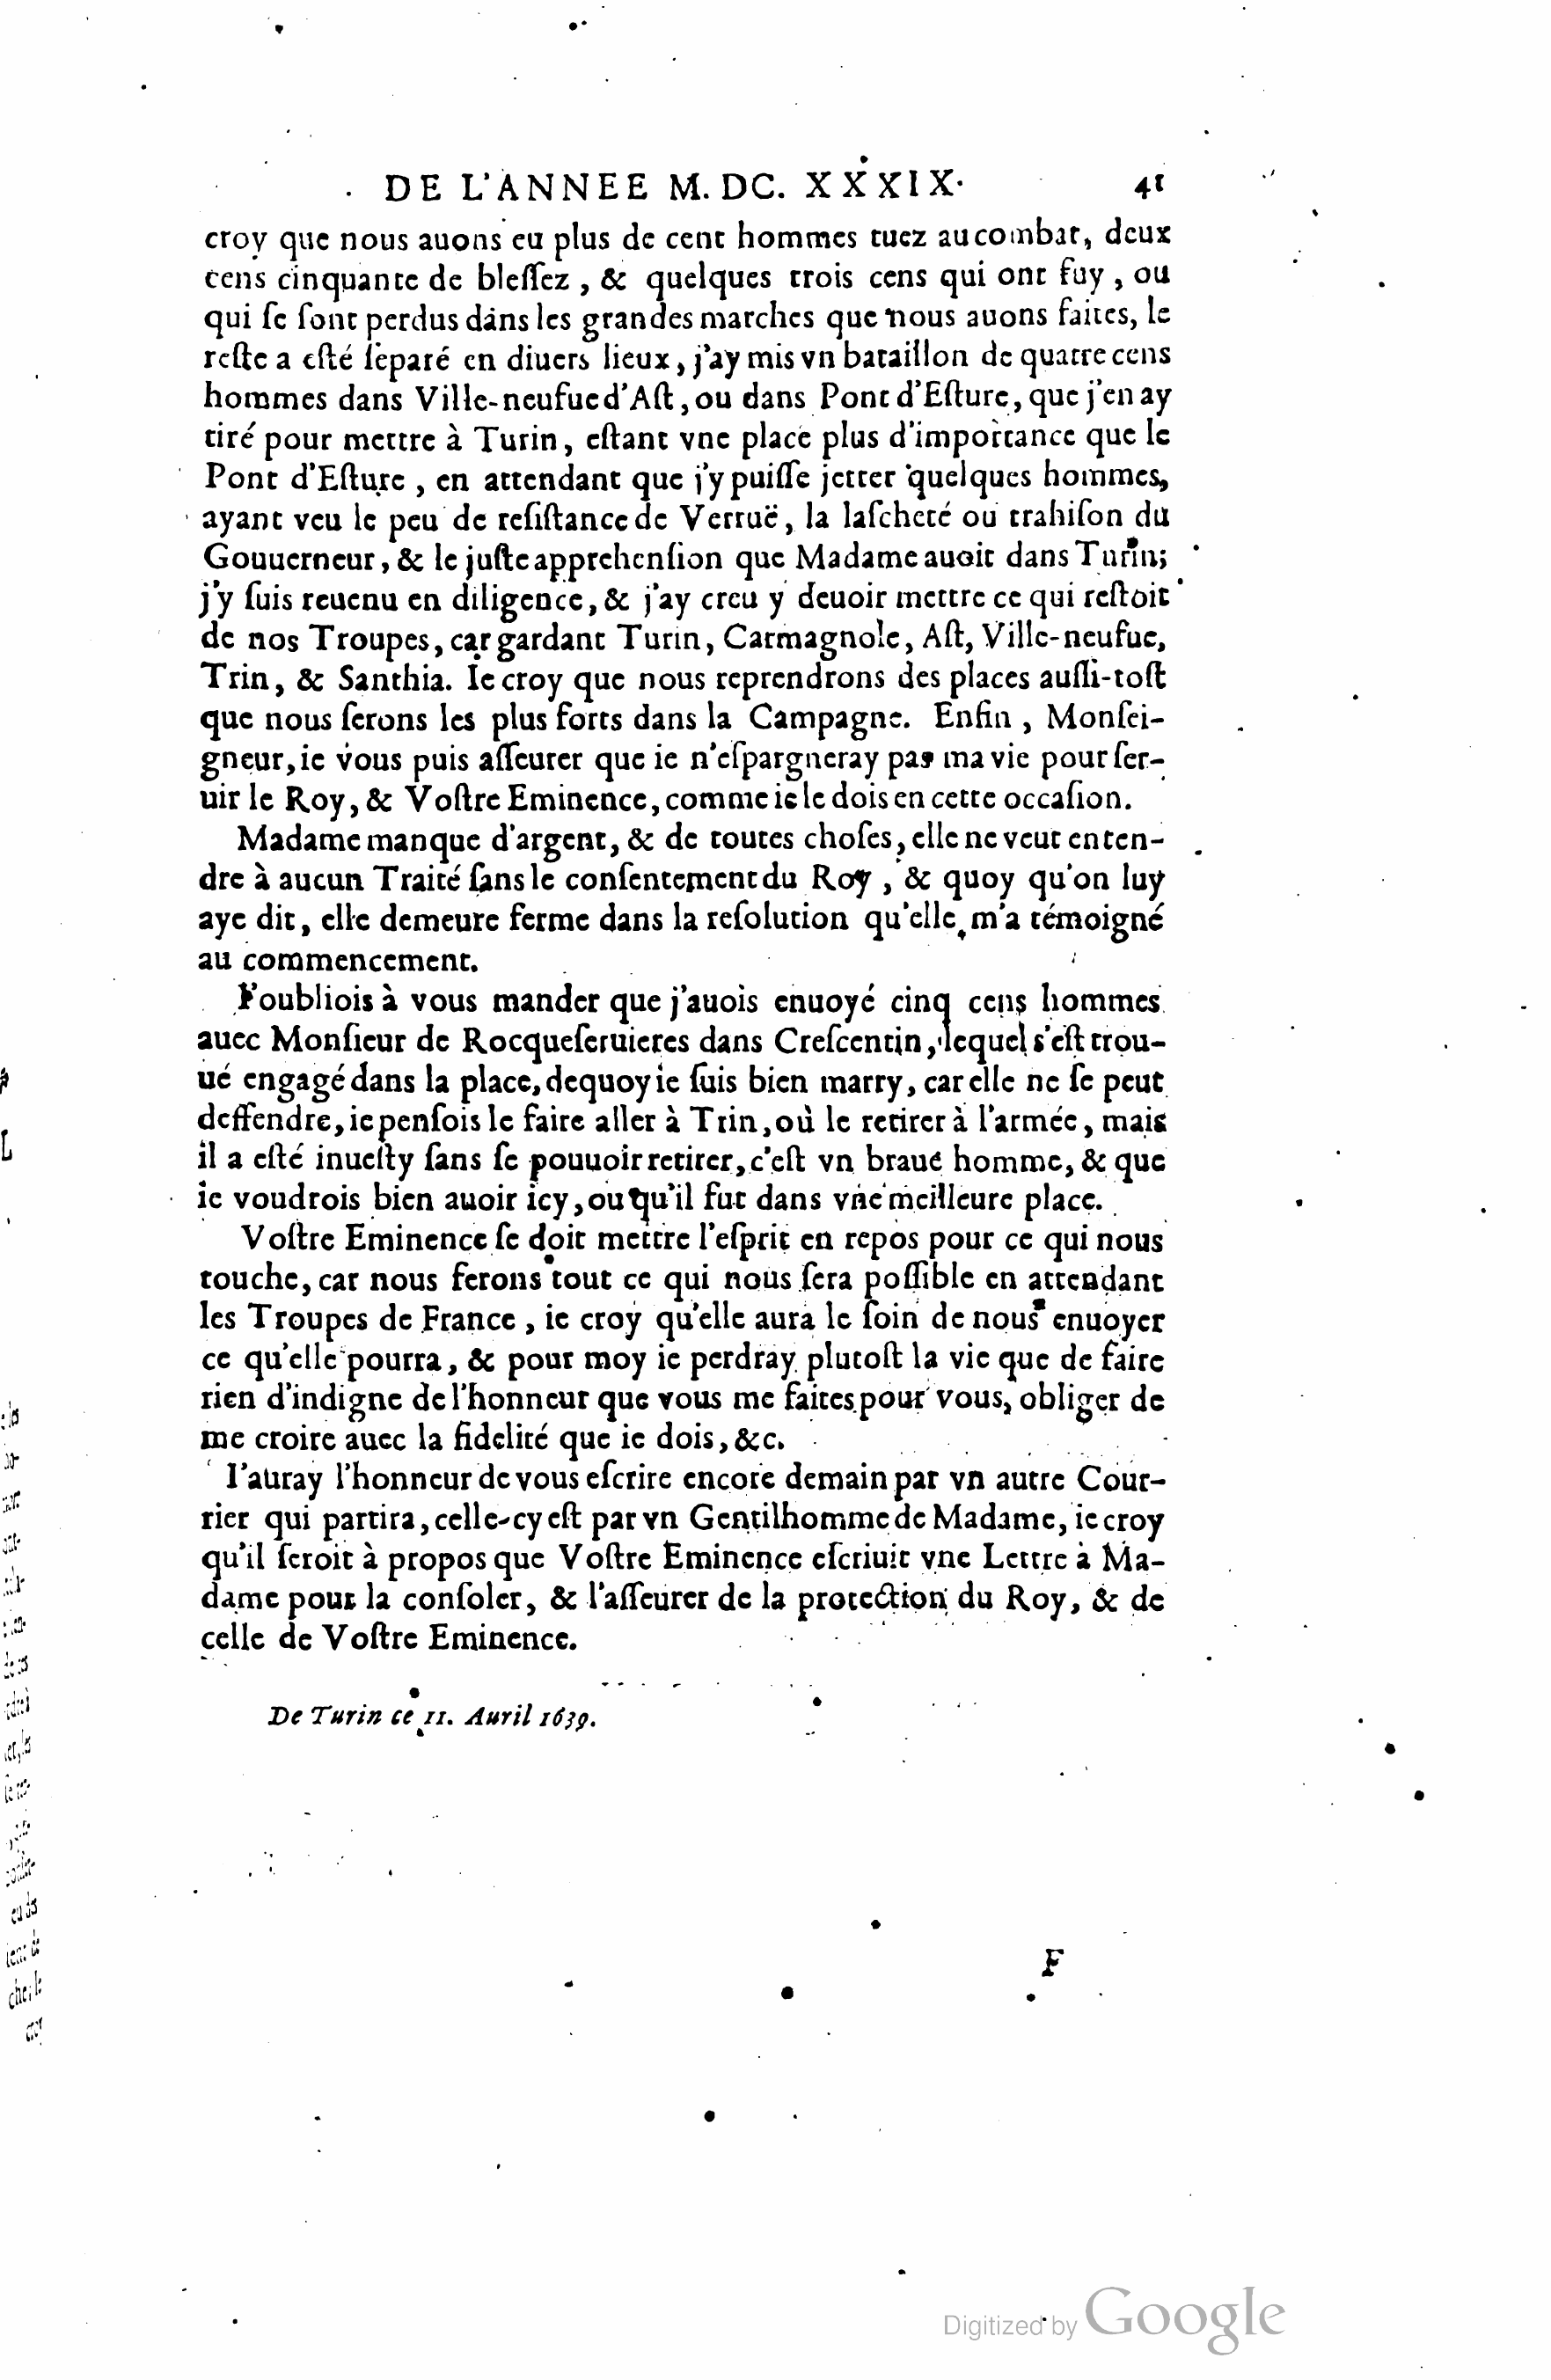 DE L'ANNEE M. DC. XXXIX. 41
croy que nous auons eu plus de cent hommes tuez au combat, deux
cens cinquante de bleſſez, & quelques trois cens qui ont fuy, ou
qui ſe ſont perdus dans les grandes marches que nous auons faites, le
reſte a eſté ſeparé en diuers lieux, j'ay mis vn bataillon de quatre cens
hommes dans Ville-neufue d'Aſt, ou dans Pont d'Eſture, que j'en ay
tiré pour mettre à Turin, eſtant vne place plus d'importance que le
Pont d'Eſture, en attendant que j'y puiſſe jetter quelques hommes,
ayant veu le peu de reſiſtance de Verruë, la laſcheté ou trahiſon du
Gouuerneur, & le juſte apprehenſion que Madame auoit dans Turin;
j'y ſuis reuenu en diligence, & j'ay creu y deuoir mettre ce qui reſtoit
de nos Troupes, car gardant Turin, Carmagnole, Aſt, Ville-neufue,
Trin, & Santhia. Ie croy que nous reprendrons des places auſſi-toſt
que nous ſerons les plus forts dans la Campagne. Enfin, Monſei-
gneur, ie vous puis aſſeurer que ie n'eſpargneray pas ma vie pour ſer-
uir le Roy, & Voſtre Eminence, comme ie le dois en cette occaſion.
Madame manque d'argent, & de toutes choſes, elle ne veut enten-
dre à aucun Traité ſans le conſentement du Roy, & quoy qu'on luy
aye dit, elle demeure ferme dans la reſolution qu'elle m'a témoigné
au commencement.
I'oubliois à vous mander que j'auois enuoyé cinq cens hommes
auec Monſieur de Rocqueſeruieres dans Creſcentin, lequel s'eſt trou-
ué engagé dans la place, dequoy ie ſuis bien marry, car elle ne ſe peut
deffendre, ie penſois le faire aller à Trin, où le retirer à l'armée, mais
il a eſté inueſty ſans ſe pouuoir retirer, c'eſt vn braue homme, & que
ie voudrois bien auoir icy, ou qu'il fut dans vne meilleure place.
Voſtre Eminence ſe doit mettre l'eſprit en repos pour ce qui nous
touche, car nous ferons tout ce qui nous ſera poſſible en attendant
les Troupes de France, ie croy qu'elle aura le ſoin de nous enuoyer
ce qu'elle pourra, & pour moy ie perdray plutoſt la vie que de faire
rien d'indigne de l'honneur que vous me faites pour vous, obliger de
me croire auec la fidelité que ie dois, &c.
I'auray l'honneur de vous eſcrire encore demain par vn autre Cour-
rier qui partira, celle-cy eſt par vn Gentilhomme de Madame, ie croy
qu'il ſeroit à propos que Voſtre Eminence eſcriuit vne Lettre à Ma-
dame pour la conſoler, & l'aſſeurer de la protection du Roy, & de
celle de Voſtre Eminence.
De Turin ce 11. Auril 1639.
F
Digitized by Google